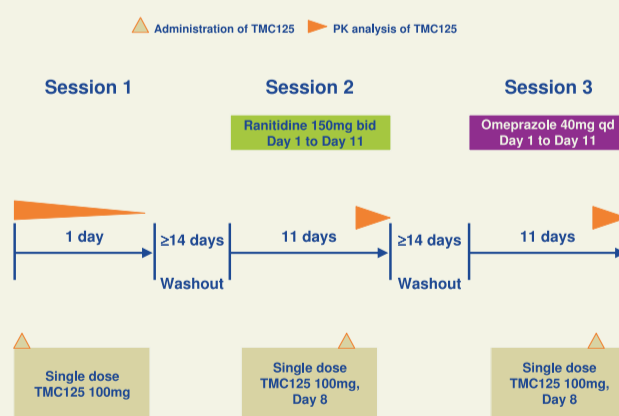 Administration of TMC125
PK analysis of TMC125
Session 1
Session 2
Session 3
Ranitidine 150mg bid
Day 1 to Day 11
Omeprazole 40mg qd
Day 1 to Day 11
1 day
≥14 days
11 days
≥14 days
11 days
Washout
Washout
Single dose
TMC125 100mg
Single dose
TMC125 100mg,
Day 8
Single dose
TMC125 100mg,
Day 8